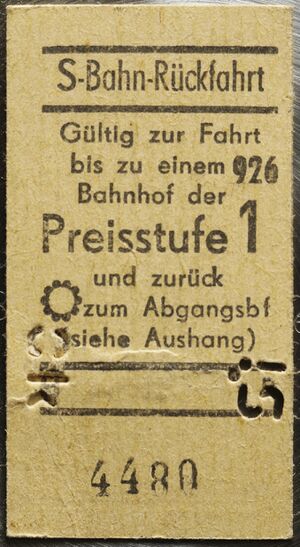 S-Bahn-Rückfahrt
Gültig zur Fahrt
bis zu einem 926
Bahnhof der
Preisstufe 1
und zurück
zum Abgangsbf
(siehe Aushang)
4480